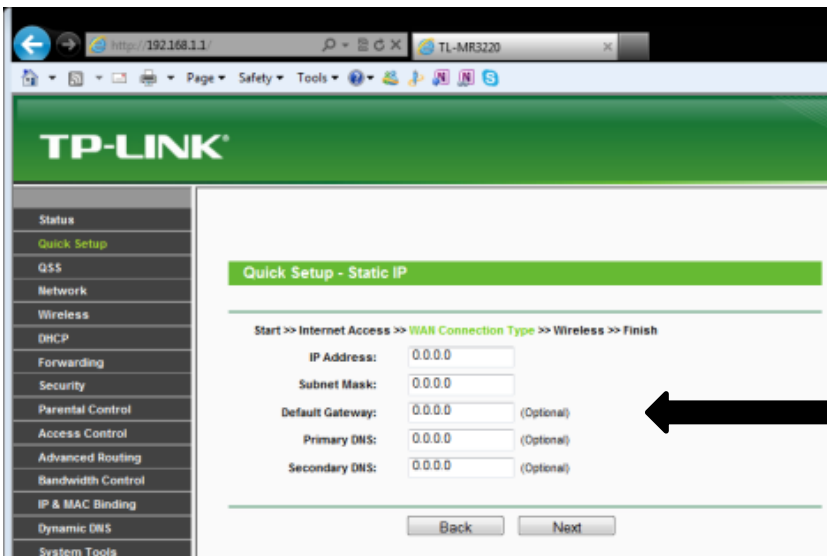 http://192.168.1.1/ TL-MR3220
Page Safety Tools
TP-LINK®
Status
Quick Setup
QSS
Network
Wireless
DHCP
Forwarding
Security
Parental Control
Access Control
Advanced Routing
Bandwidth Control
IP & MAC Binding
Dynamic DNS
System Tools
Quick Setup - Static IP
Start >> Internet Access >> WAN Connection Type >> Wireless >> Finish
IP Address: 0.0.0.0
Subnet Mask: 0.0.0.0
Default Gateway: 0.0.0.0 (Optional)
Primary DNS: 0.0.0.0 (Optional)
Secondary DNS: 0.0.0.0 (Optional)
Back Next